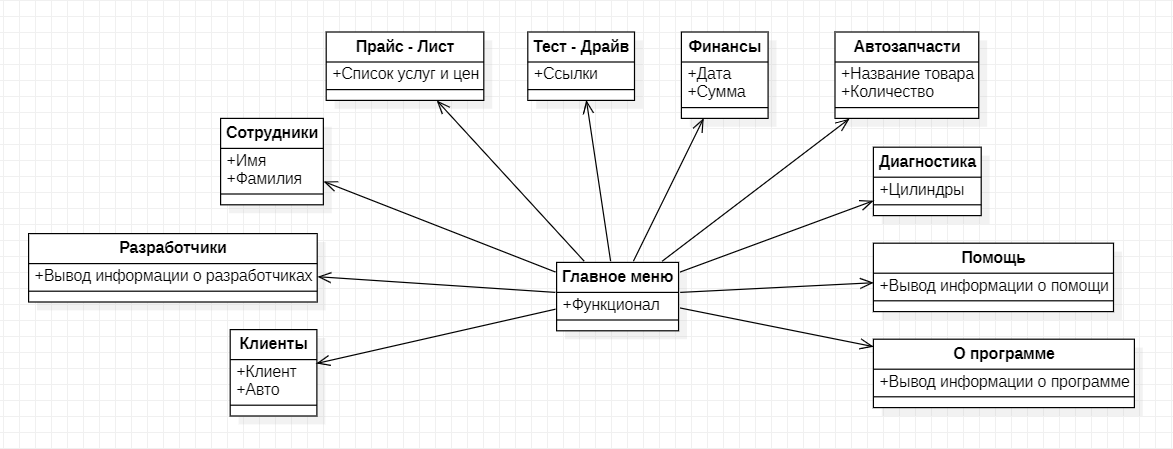 Прайс - Лист
+Список услуг и цен
Тест - Драйв
+Ссылки
Финансы
+Дата
+Сумма
Автозапчасти
+Название товара
+Количество
Сотрудники
+Имя
+Фамилия
Диагностика
+Цилиндры
Разработчики
+Вывод информации о разработчиках
Главное меню
+Функционал
Помощь
+Вывод информации о помощи
Клиенты
+Клиент
+Авто
О программе
+Вывод информации о программе